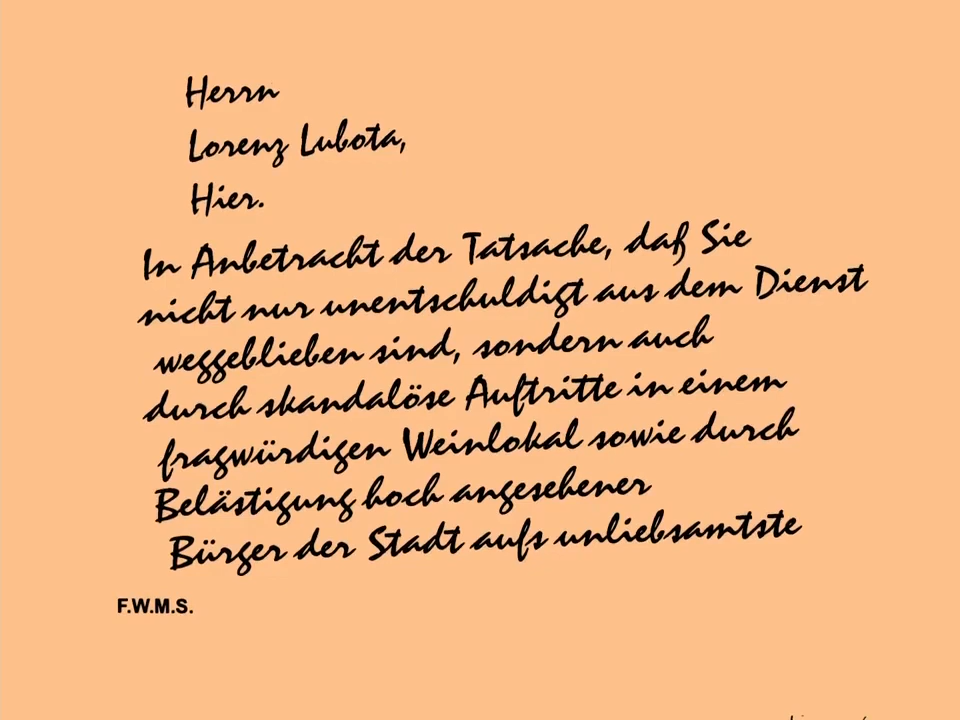 Herrn
Lorenz Lubota,
Hier.
In Anbetracht der Tatsache, daß Sie
nicht nur unentschuldigt aus dem Dienst
weggeblieben sind, sondern auch
durch skandalöse Auftritte in einem
fragwürdigen Weinlokal sowie durch
Belästigung hoch angesehener
Bürger der Stadt aufs unliebsamtste
F.W.M.S.